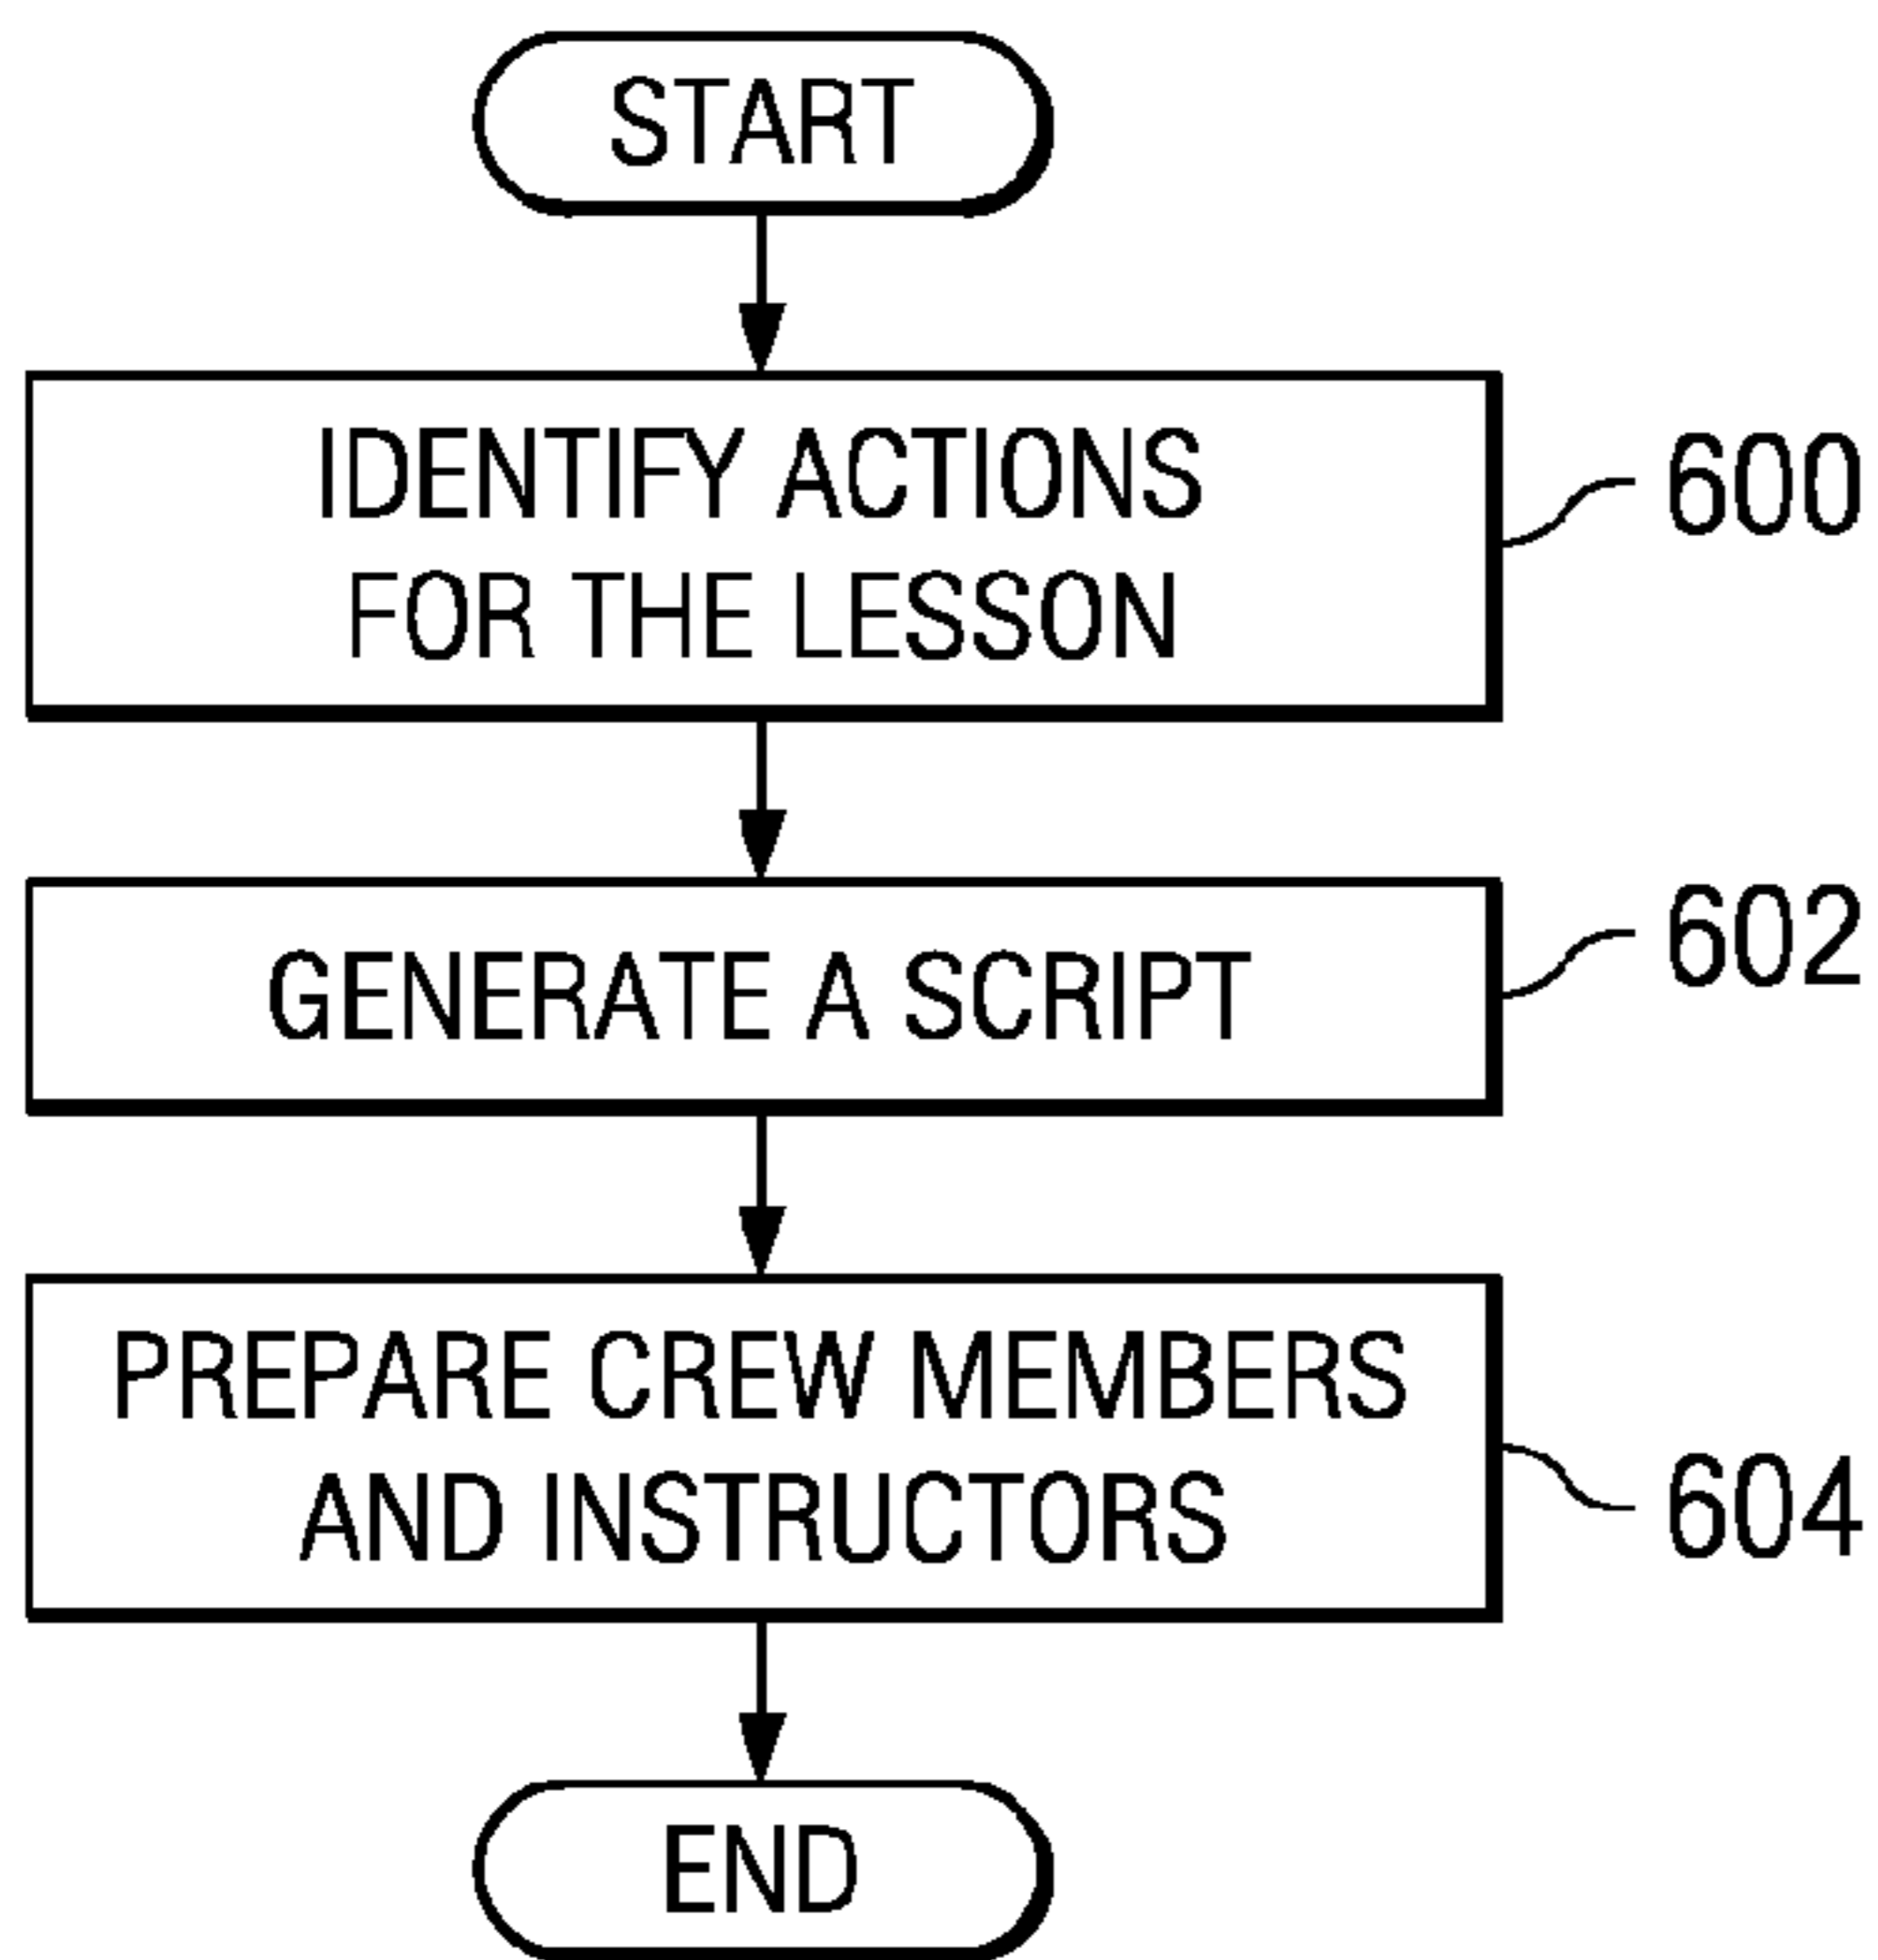 START
IDENTIFY ACTIONS
FOR THE LESSON
600
GENERATE A SCRIPT
602
PREPARE CREW MEMBERS
AND INSTRUCTORS
604
END